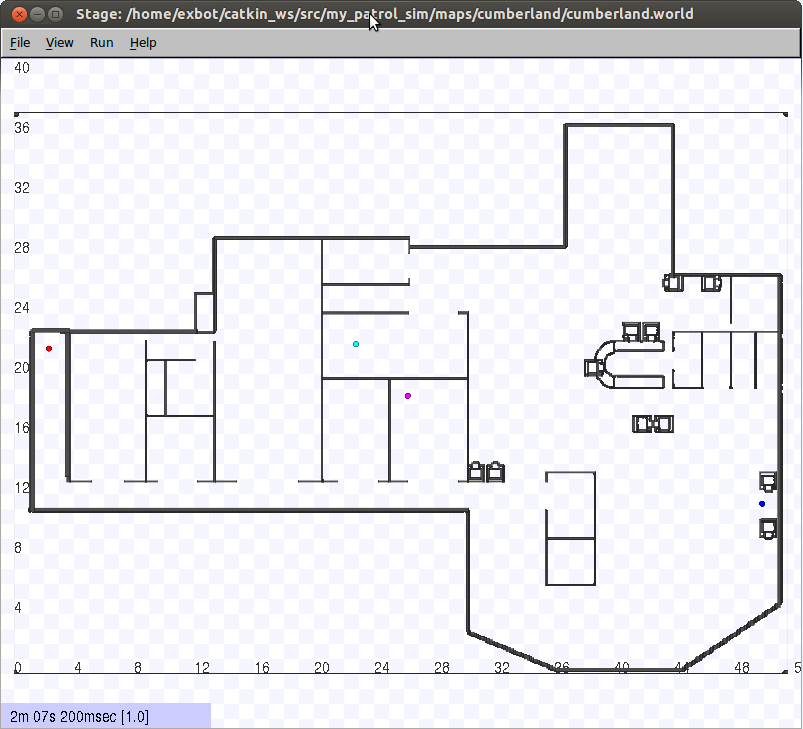 Stage: /home/exbot/catkin_ws/src/my_patrol_sim/maps/cumberland/cumberland.world
File View Run Help
40
36
32
28
24
20
16
12
8
4
0 4 8 12 16 20 24 28 32 36 40 44 48 5
2m 07s 200msec [1.0]